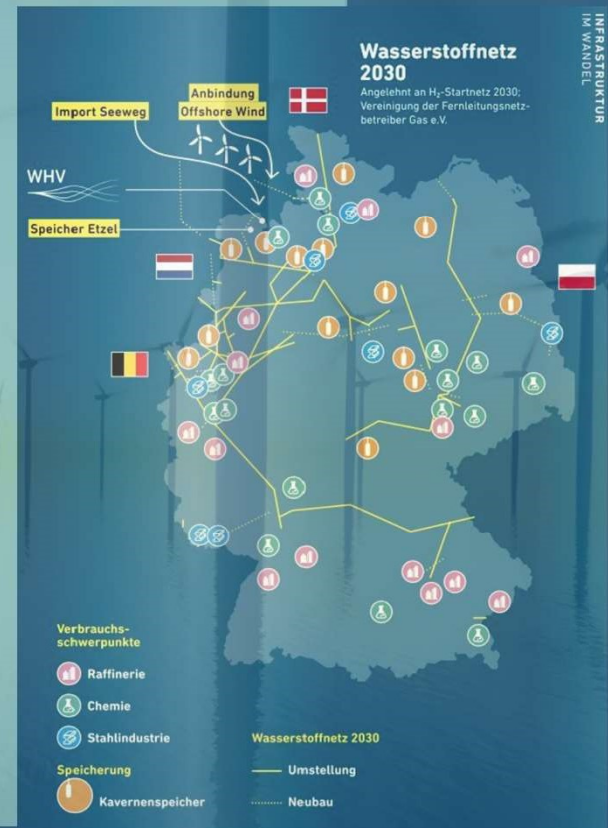 INFRASTRUKTUR
IM WANDEL
Wasserstoffnetz
2030
Angelehnt an H₂-Startnetz 2030;
Vereinigung der Fernleitungsnetz-
betreiber Gas e.V.
Anbindung
Offshore Wind
Import Seeweg
WHV
Speicher Etzel
Verbrauchs-
schwerpunkte
Raffinerie
Chemie
Stahlindustrie
Speicherung
Kavernenspeicher
Wasserstoffnetz 2030
Umstellung
Neubau